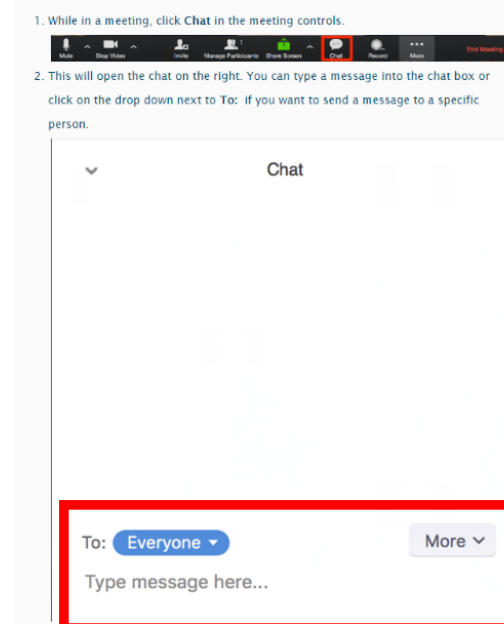 1. While in a meeting, click Chat in the meeting controls.
Mute Stop Video Invite Manage Participants 1 Share Screen Chat Record More End Meeting
2. This will open the chat on the right. You can type a message into the chat box or
click on the drop down next to To: if you want to send a message to a specific
person.
Chat
To: Everyone More
Type message here...